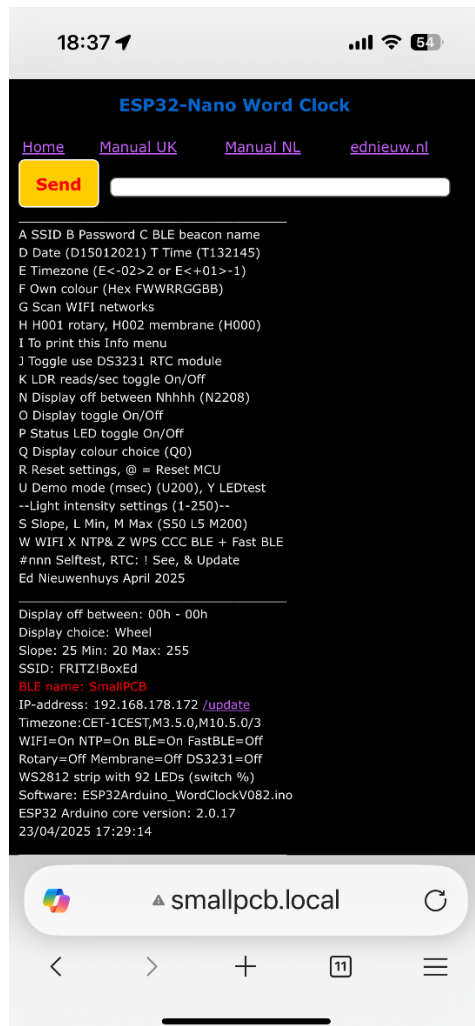 18:37
54
ESP32-Nano Word Clock
Home Manual UK Manual NL ednieuw.nl
Send
A SSID B Password C BLE beacon name
D Date (D15012021) T Time (T132145)
E Timezone (E<-02>2 or E<+01>-1)
F Own colour (Hex FWWRRGGBB)
G Scan WIFI networks
H H001 rotary, H002 membrane (H000)
I To print this Info menu
J Toggle use DS3231 RTC module
K LDR reads/sec toggle On/Off
N Display off between Nhhhh (N2208)
O Display toggle On/Off
P Status LED toggle On/Off
Q Display colour choice (Q0)
R Reset settings, @ = Reset MCU
U Demo mode (msec) (U200), Y LEDtest
--Light intensity settings (1-250)--
S Slope, L Min, M Max (S50 L5 M200)
W WIFI X NTP& Z WPS CCC BLE + Fast BLE
#nnn Selftest, RTC: ! See, & Update
Ed Nieuwenhuys April 2025
Display off between: 00h - 00h
Display choice: Wheel
Slope: 25 Min: 20 Max: 255
SSID: FRITZ!BoxEd
BLE name: SmallPCB
IP-address: 192.168.178.172 /update
Timezone:CET-1CEST,M3.5.0,M10.5.0/3
WIFI=On NTP=On BLE=On FastBLE=Off
Rotary=Off Membrane=Off DS3231=Off
WS2812 strip with 92 LEDs (switch %)
Software: ESP32Arduino_WordClockV082.ino
ESP32 Arduino core version: 2.0.17
23/04/2025 17:29:14
smallpcb.local
11